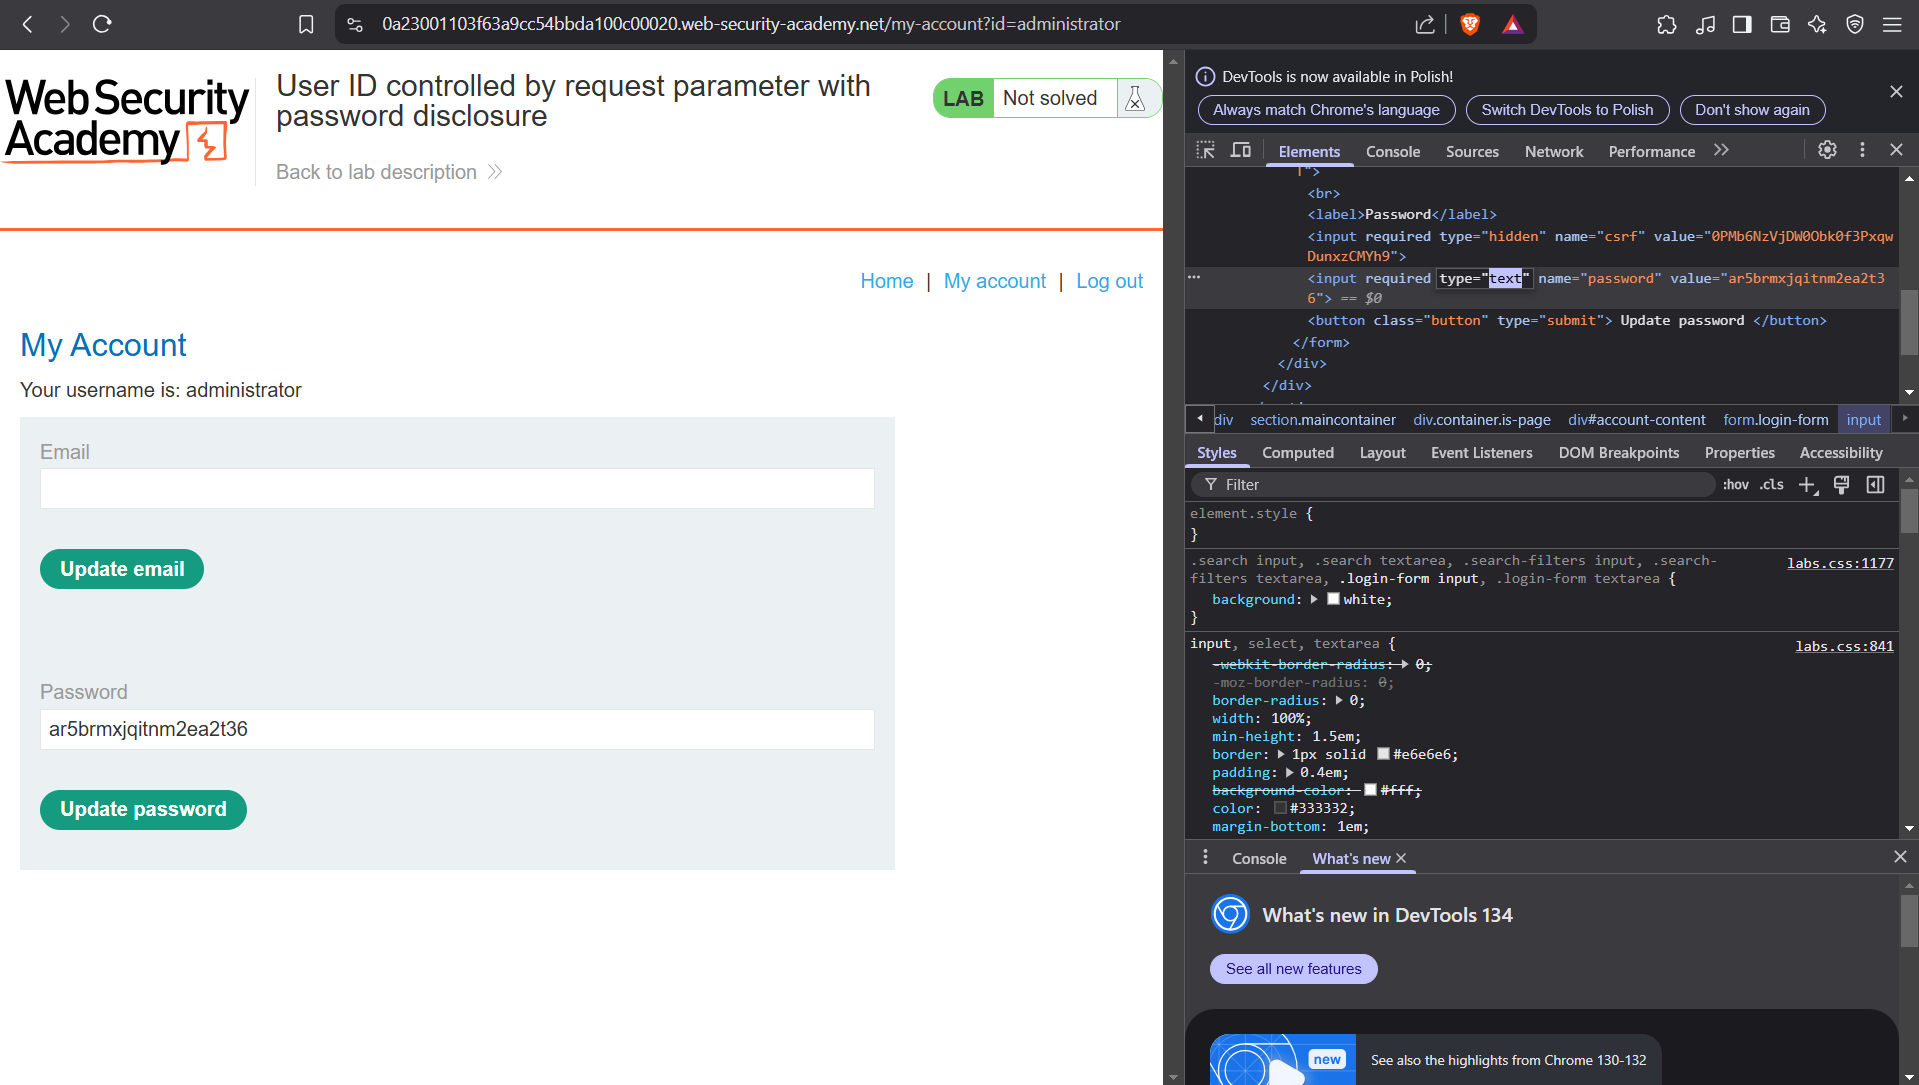 0a23001103f63a9cc54bbda100c00020.web-security-academy.net/my-account?id=administrator
Web Security
Academy
User ID controlled by request parameter with
password disclosure
LAB Not solved
Back to lab description
Home | My account | Log out
My Account
Your username is: administrator
Email
Update email
Password
ar5brmxjqitnm2ea2t36
Update password
DevTools is now available in Polish!
Always match Chrome's language Switch DevTools to Polish Don't show again
Elements Console Sources Network Performance
">
<br>
<label>Password</label>
<input required type="hidden" name="csrf" value="0PMb6NzVjDW0Obk0f3Pxqw
DunxzCMYh9">
<input required type="text" name="password" value="ar5brmxjqitnm2ea2t3
6"> == $0
<button class="button" type="submit"> Update password </button>
</form>
</div>
</div>
div section.maincontainer div.container.is-page div#account-content form.login-form input
Styles Computed Layout Event Listeners DOM Breakpoints Properties Accessibility
Filter :hov .cls
element.style {
}
.search input, .search textarea, .search-filters input, .search- labs.css:1177
filters textarea, .login-form input, .login-form textarea {
background: white;
}
input, select, textarea { labs.css:841
-webkit-border-radius: 0;
-moz-border-radius: 0;
border-radius: 0;
width: 100%;
min-height: 1.5em;
border: 1px solid #e6e6e6;
padding: 0.4em;
background-color: #fff;
color: #333332;
margin-bottom: 1em;
Console What's new
What's new in DevTools 134
See all new features
new
See also the highlights from Chrome 130-132